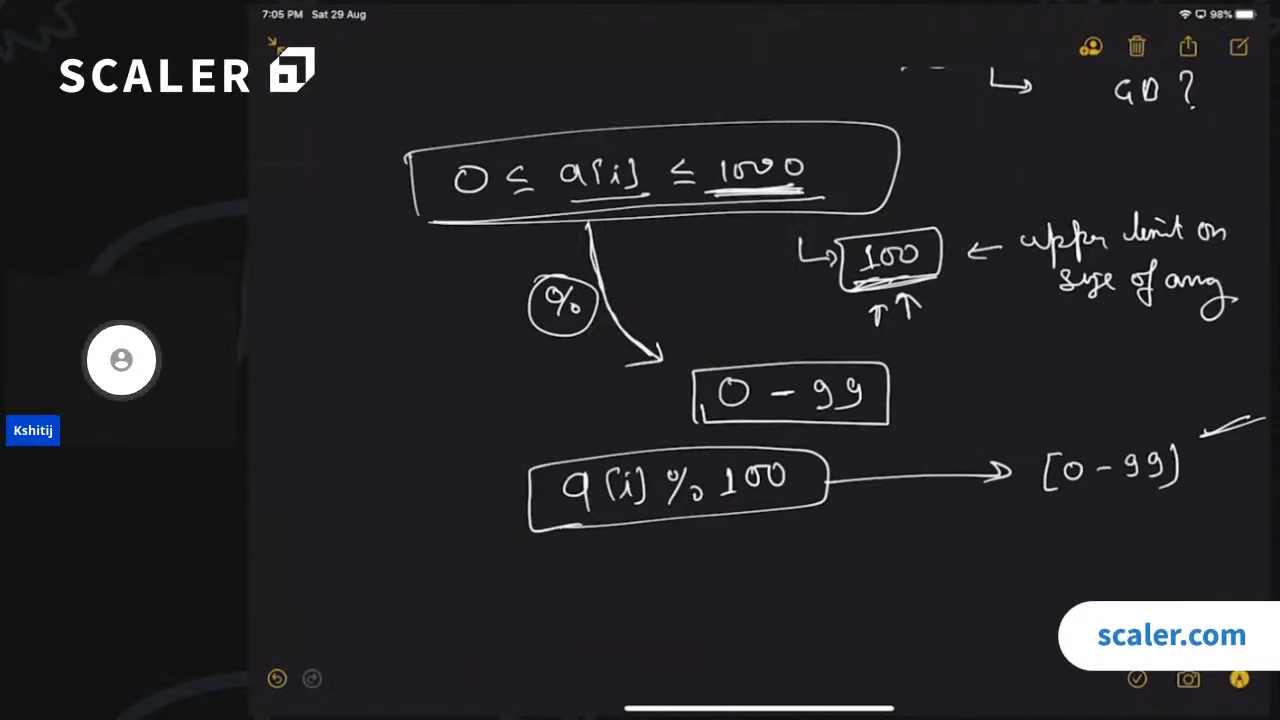 7:05 PM Sat 29 Aug
98%
SCALER
GD ?
0 ≤ a[i] ≤ 1000
100 ← upper limit on
size of array
%
0 - 99
a[i] % 100 → [0 - 99]
Kshitij
scaler.com